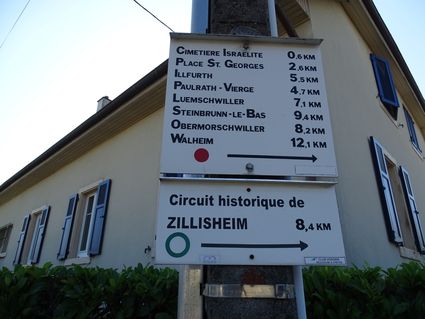 CIMETIERE ISRAELITE 0,6 KM
PLACE ST. GEORGES 2,6 KM
ILLFURTH 5,5 KM
PAULRATH - VIERGE 4,7 KM
LUEMSCHWILLER 7,1 KM
STEINBRUNN-LE-BAS 9,4 KM
OBERMORSCHWILLER 8,2 KM
WALHEIM 12,1 KM
Circuit historique de
ZILLISHEIM 8,4 KM